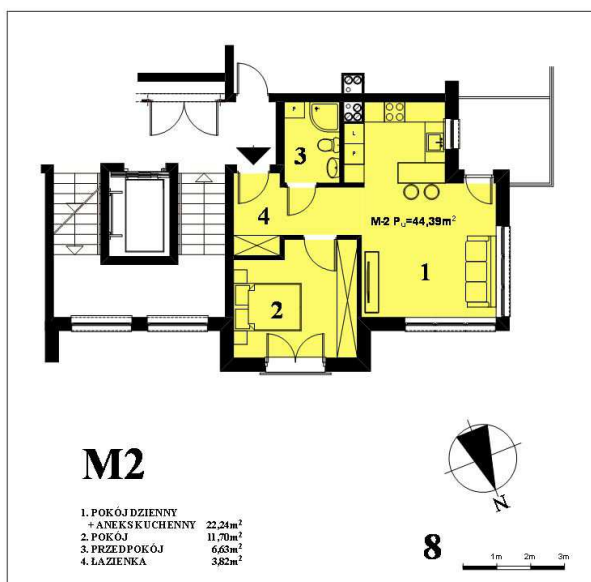 3
4
M-2 Pu=44,39m²
1
2
M2
1. POKÓJ DZIENNY
+ ANEKS KUCHENNY 22,24m²
2. POKÓJ 11,70m²
3. PRZEDPOKÓJ 6,63m²
4. ŁAZIENKA 3,82m²
N
8
1m 2m 3m